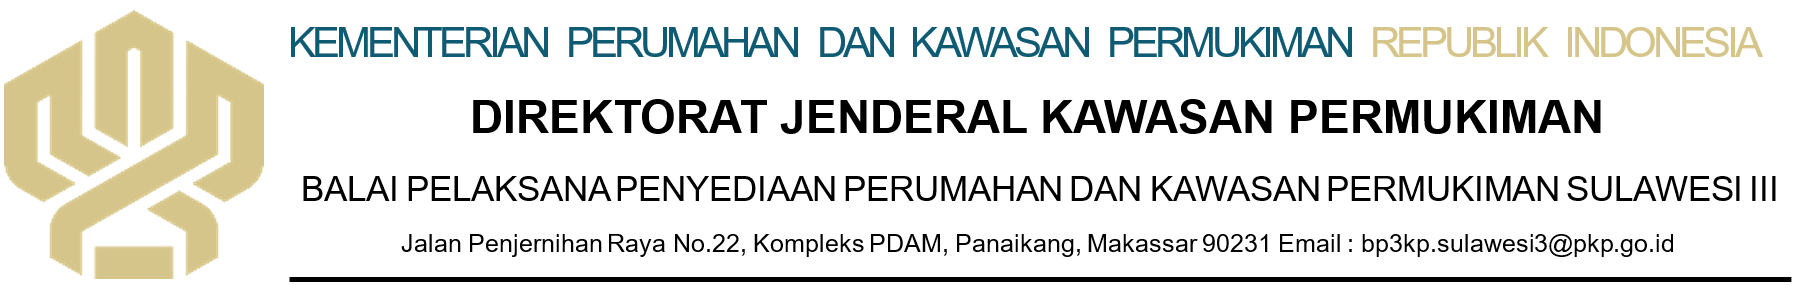 KEMENTERIAN PERUMAHAN DAN KAWASAN PERMUKIMAN REPUBLIK INDONESIA
DIREKTORAT JENDERAL KAWASAN PERMUKIMAN
BALAI PELAKSANA PENYEDIAAN PERUMAHAN DAN KAWASAN PERMUKIMAN SULAWESI III
Jalan Penjernihan Raya No.22, Kompleks PDAM, Panaikang, Makassar 90231 Email : bp3kp.sulawesi3@pkp.go.id